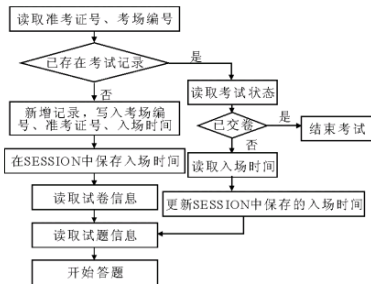 读取准考证号、考场编号
已存在考试记录
是
否
读取考试状态
新增记录，写入考场编
号、准考证号、入场时间
已交卷
是
结束考试
否
在SESSION中保存入场时间
读取入场时间
读取试卷信息
更新SESSION中保存的入场时间
读取试题信息
开始答题